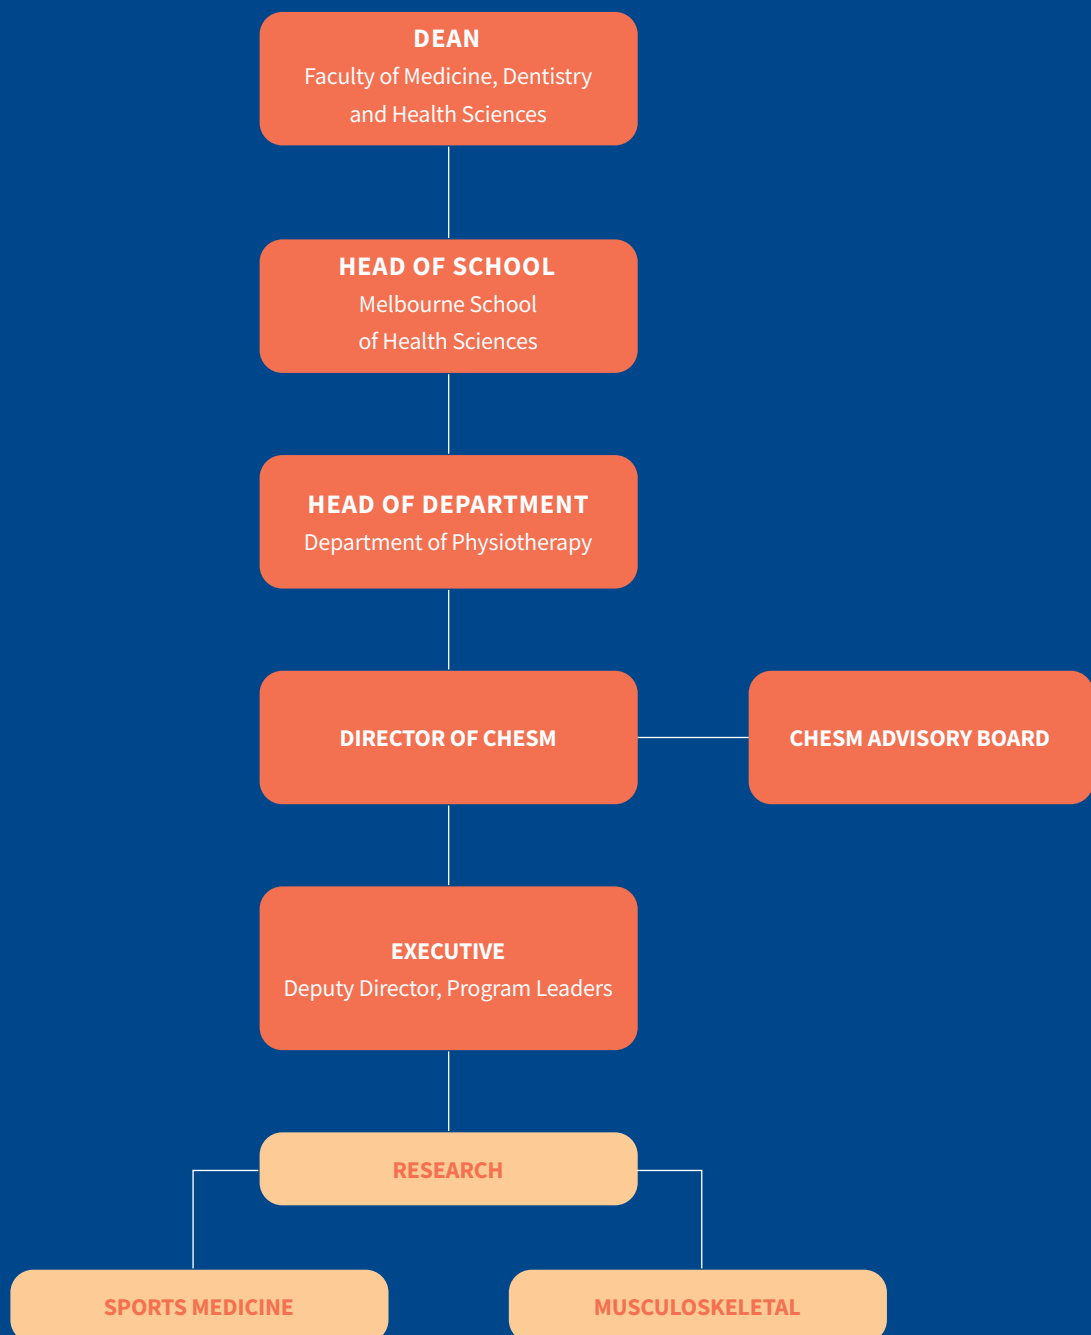 DEAN
Faculty of Medicine, Dentistry
and Health Sciences
HEAD OF SCHOOL
Melbourne School
of Health Sciences
HEAD OF DEPARTMENT
Department of Physiotherapy
DIRECTOR OF CHESM
CHESM ADVISORY BOARD
EXECUTIVE
Deputy Director, Program Leaders
RESEARCH
SPORTS MEDICINE
MUSCULOSKELETAL